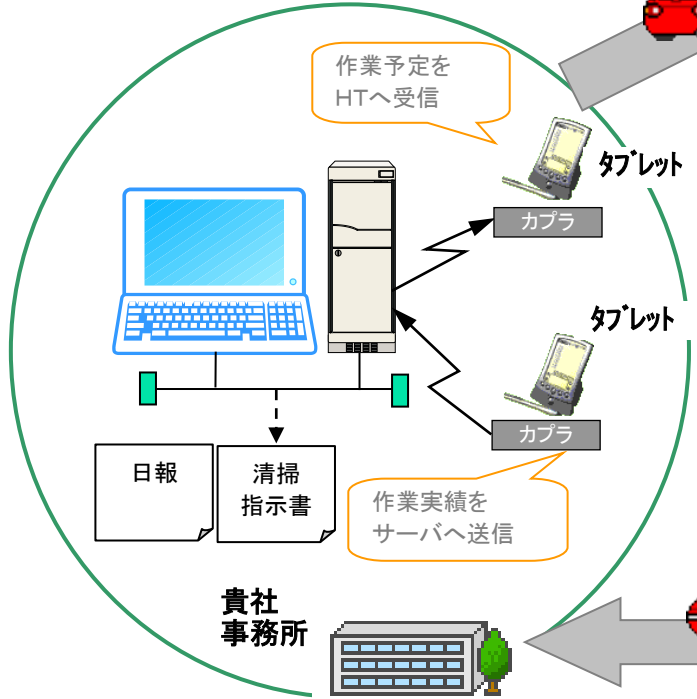 作業予定を
HTへ受信
タブレット
カプラ
タブレット
カプラ
日報
清掃
指示書
作業実績を
サーバへ送信
貴社
事務所